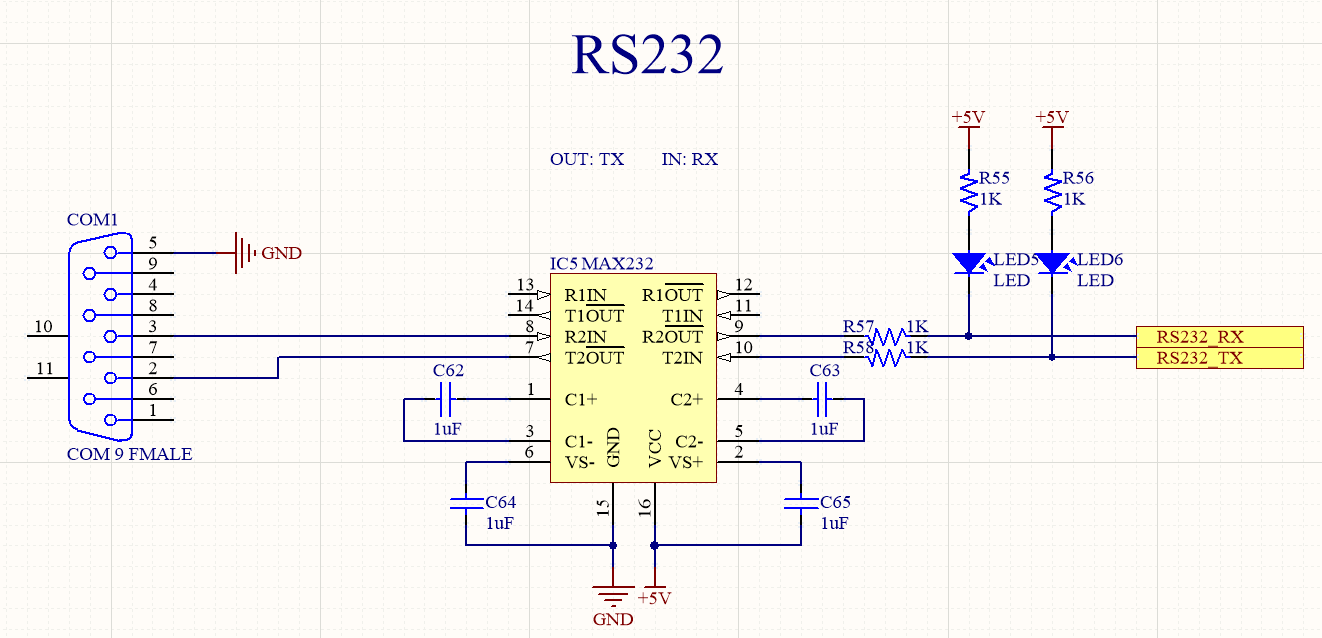 RS232
OUT: TX IN: RX
+5V +5V
R55 R56
1K 1K
LED5 LED6
LED LED
COM1
5
9
4
8
3
7
2
6
1
10
11
COM 9 FMALE
GND
IC5 MAX232
13 R1IN R1OUT 12
14 T1OUT T1IN 11
8 R2IN R2OUT 9
7 T2OUT T2IN 10
1 C1+ C2+ 4
3 C1- C2- 5
6 VS- VS+ 2
GND VCC
15 16
R57 1K
R58 1K
RS232_RX
RS232_TX
C62
1uF
C63
1uF
C64
1uF
C65
1uF
GND
+5V